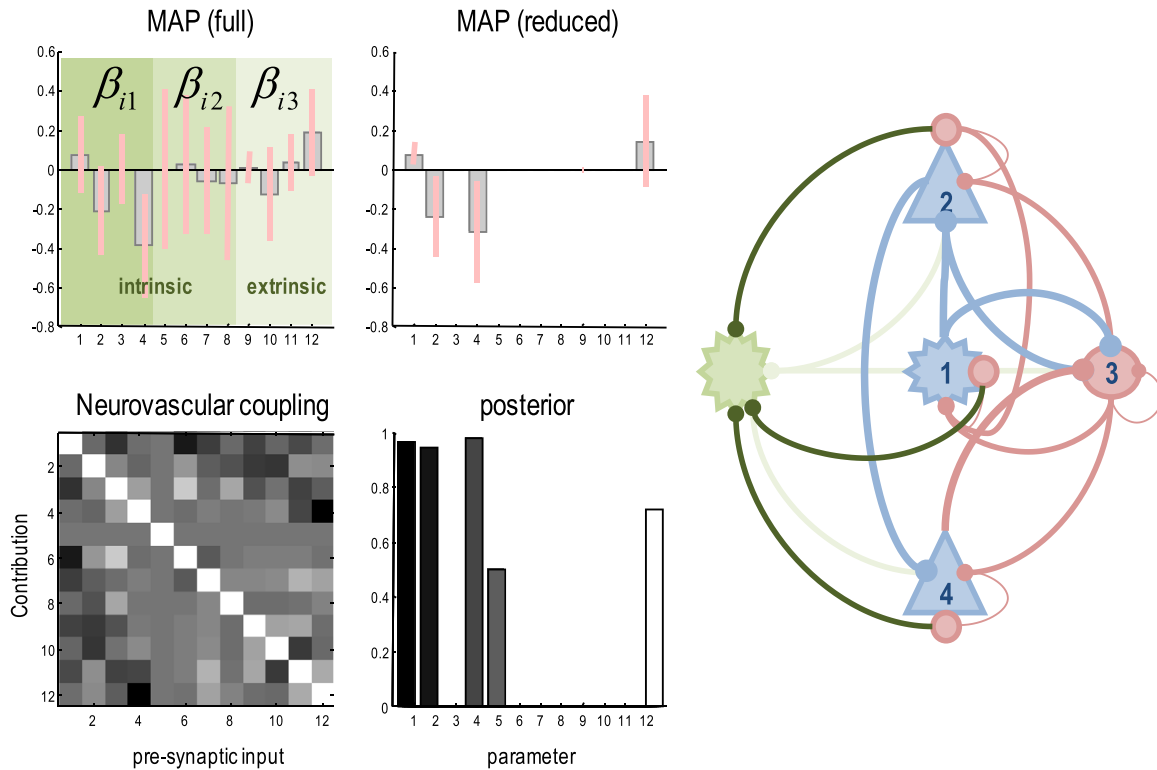 MAP (full)
0.6
0.4
0.2
0
-0.2
-0.4
-0.6
-0.8
β i1
β i2
β i3
intrinsic
extrinsic
1 2 3 4 5 6 7 8 9 10 11 12
MAP (reduced)
0.6
0.4
0.2
0
-0.2
-0.4
-0.6
-0.8
1 2 3 4 5 6 7 8 9 10 11 12
Neurovascular coupling
Contribution
2
4
6
8
10
12
2 4 6 8 10 12
pre-synaptic input
posterior
1
0.8
0.6
0.4
0.2
0
1 2 3 4 5 6 7 8 9 10 11 12
parameter
2
1
3
4